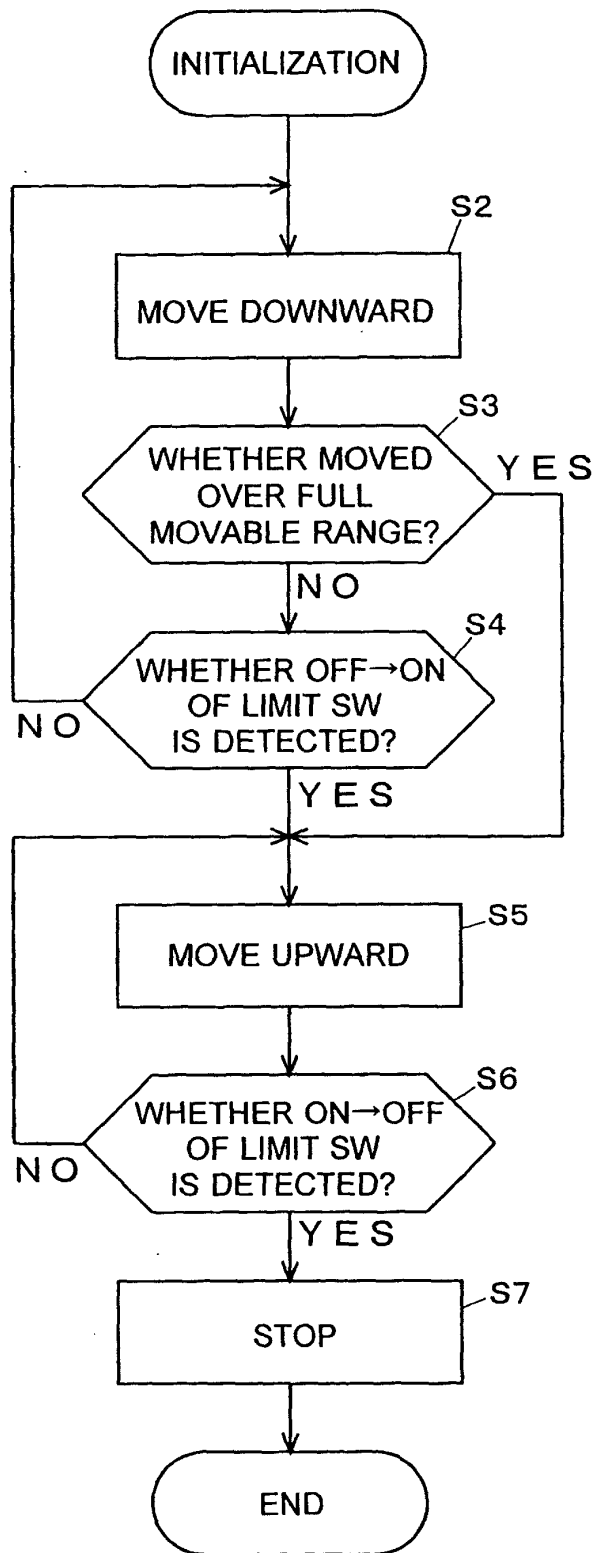 INITIALIZATION
S2
MOVE DOWNWARD
S3
WHETHER MOVED
OVER FULL
MOVABLE RANGE?
YES
NO
S4
WHETHER OFF→ON
OF LIMIT SW
IS DETECTED?
NO
YES
S5
MOVE UPWARD
S6
WHETHER ON→OFF
OF LIMIT SW
IS DETECTED?
NO
YES
S7
STOP
END